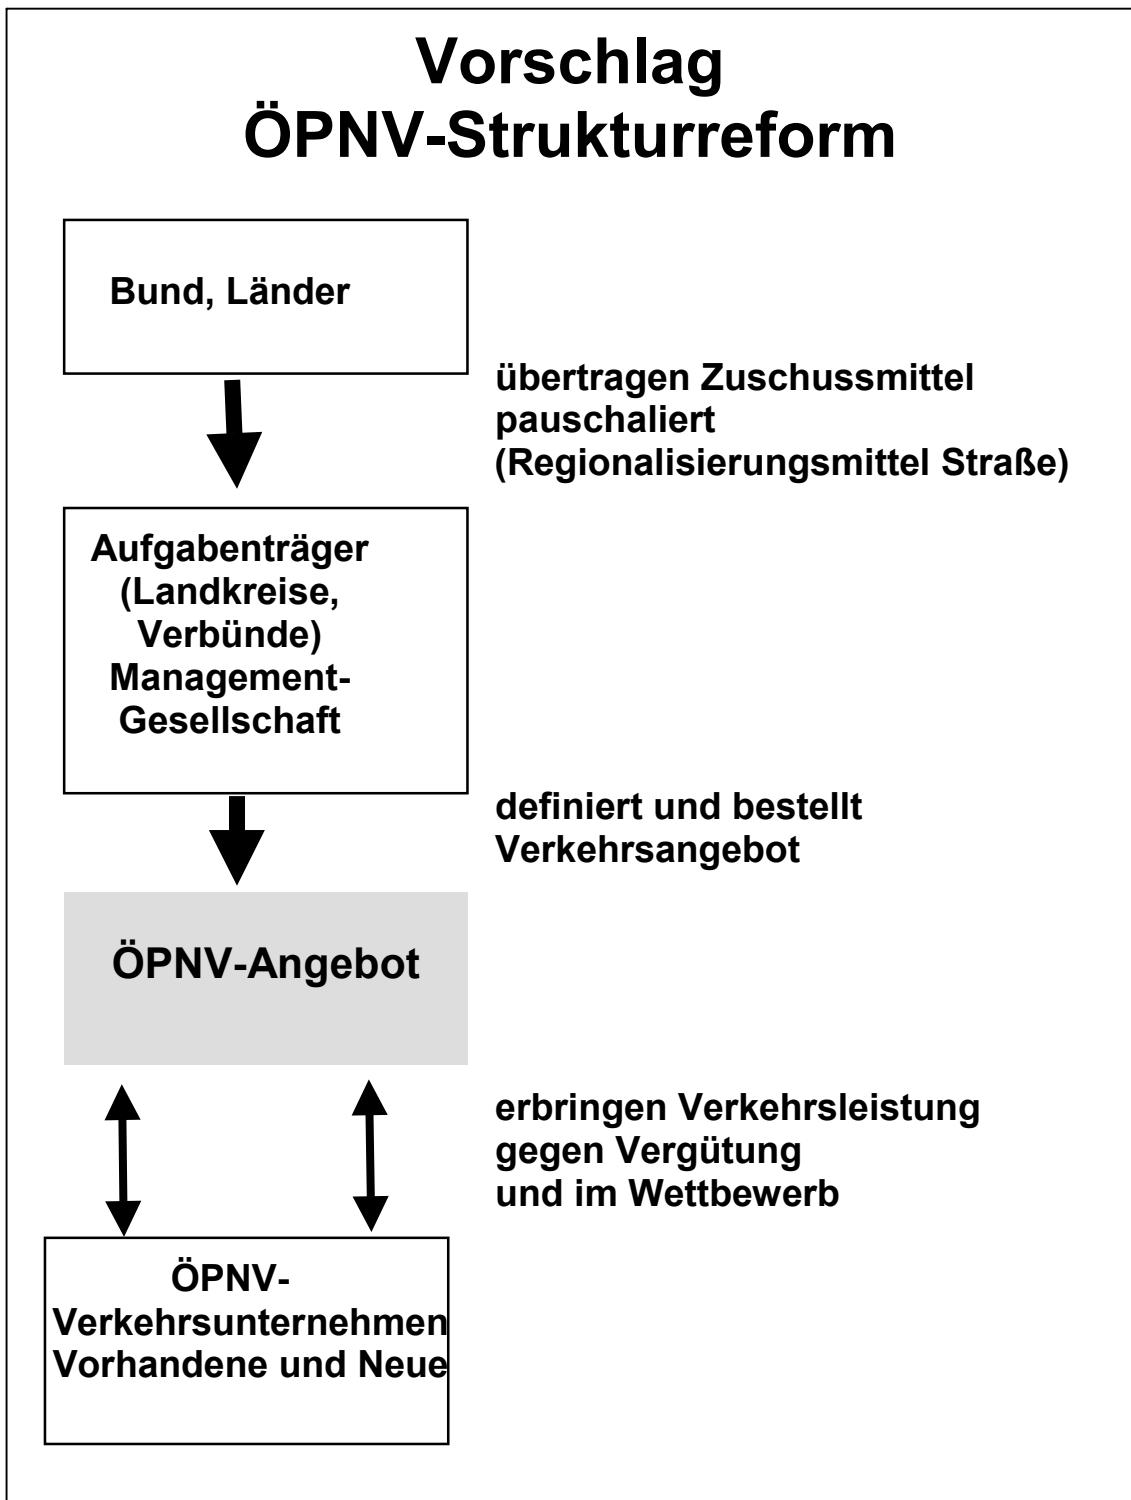 Vorschlag
ÖPNV-Strukturreform
Bund, Länder
übertragen Zuschussmittel
pauschaliert
(Regionalisierungsmittel Straße)
Aufgabenträger
(Landkreise,
Verbünde)
Management-
Gesellschaft
definiert und bestellt
Verkehrsangebot
ÖPNV-Angebot
erbringen Verkehrsleistung
gegen Vergütung
und im Wettbewerb
ÖPNV-
Verkehrsunternehmen
Vorhandene und Neue